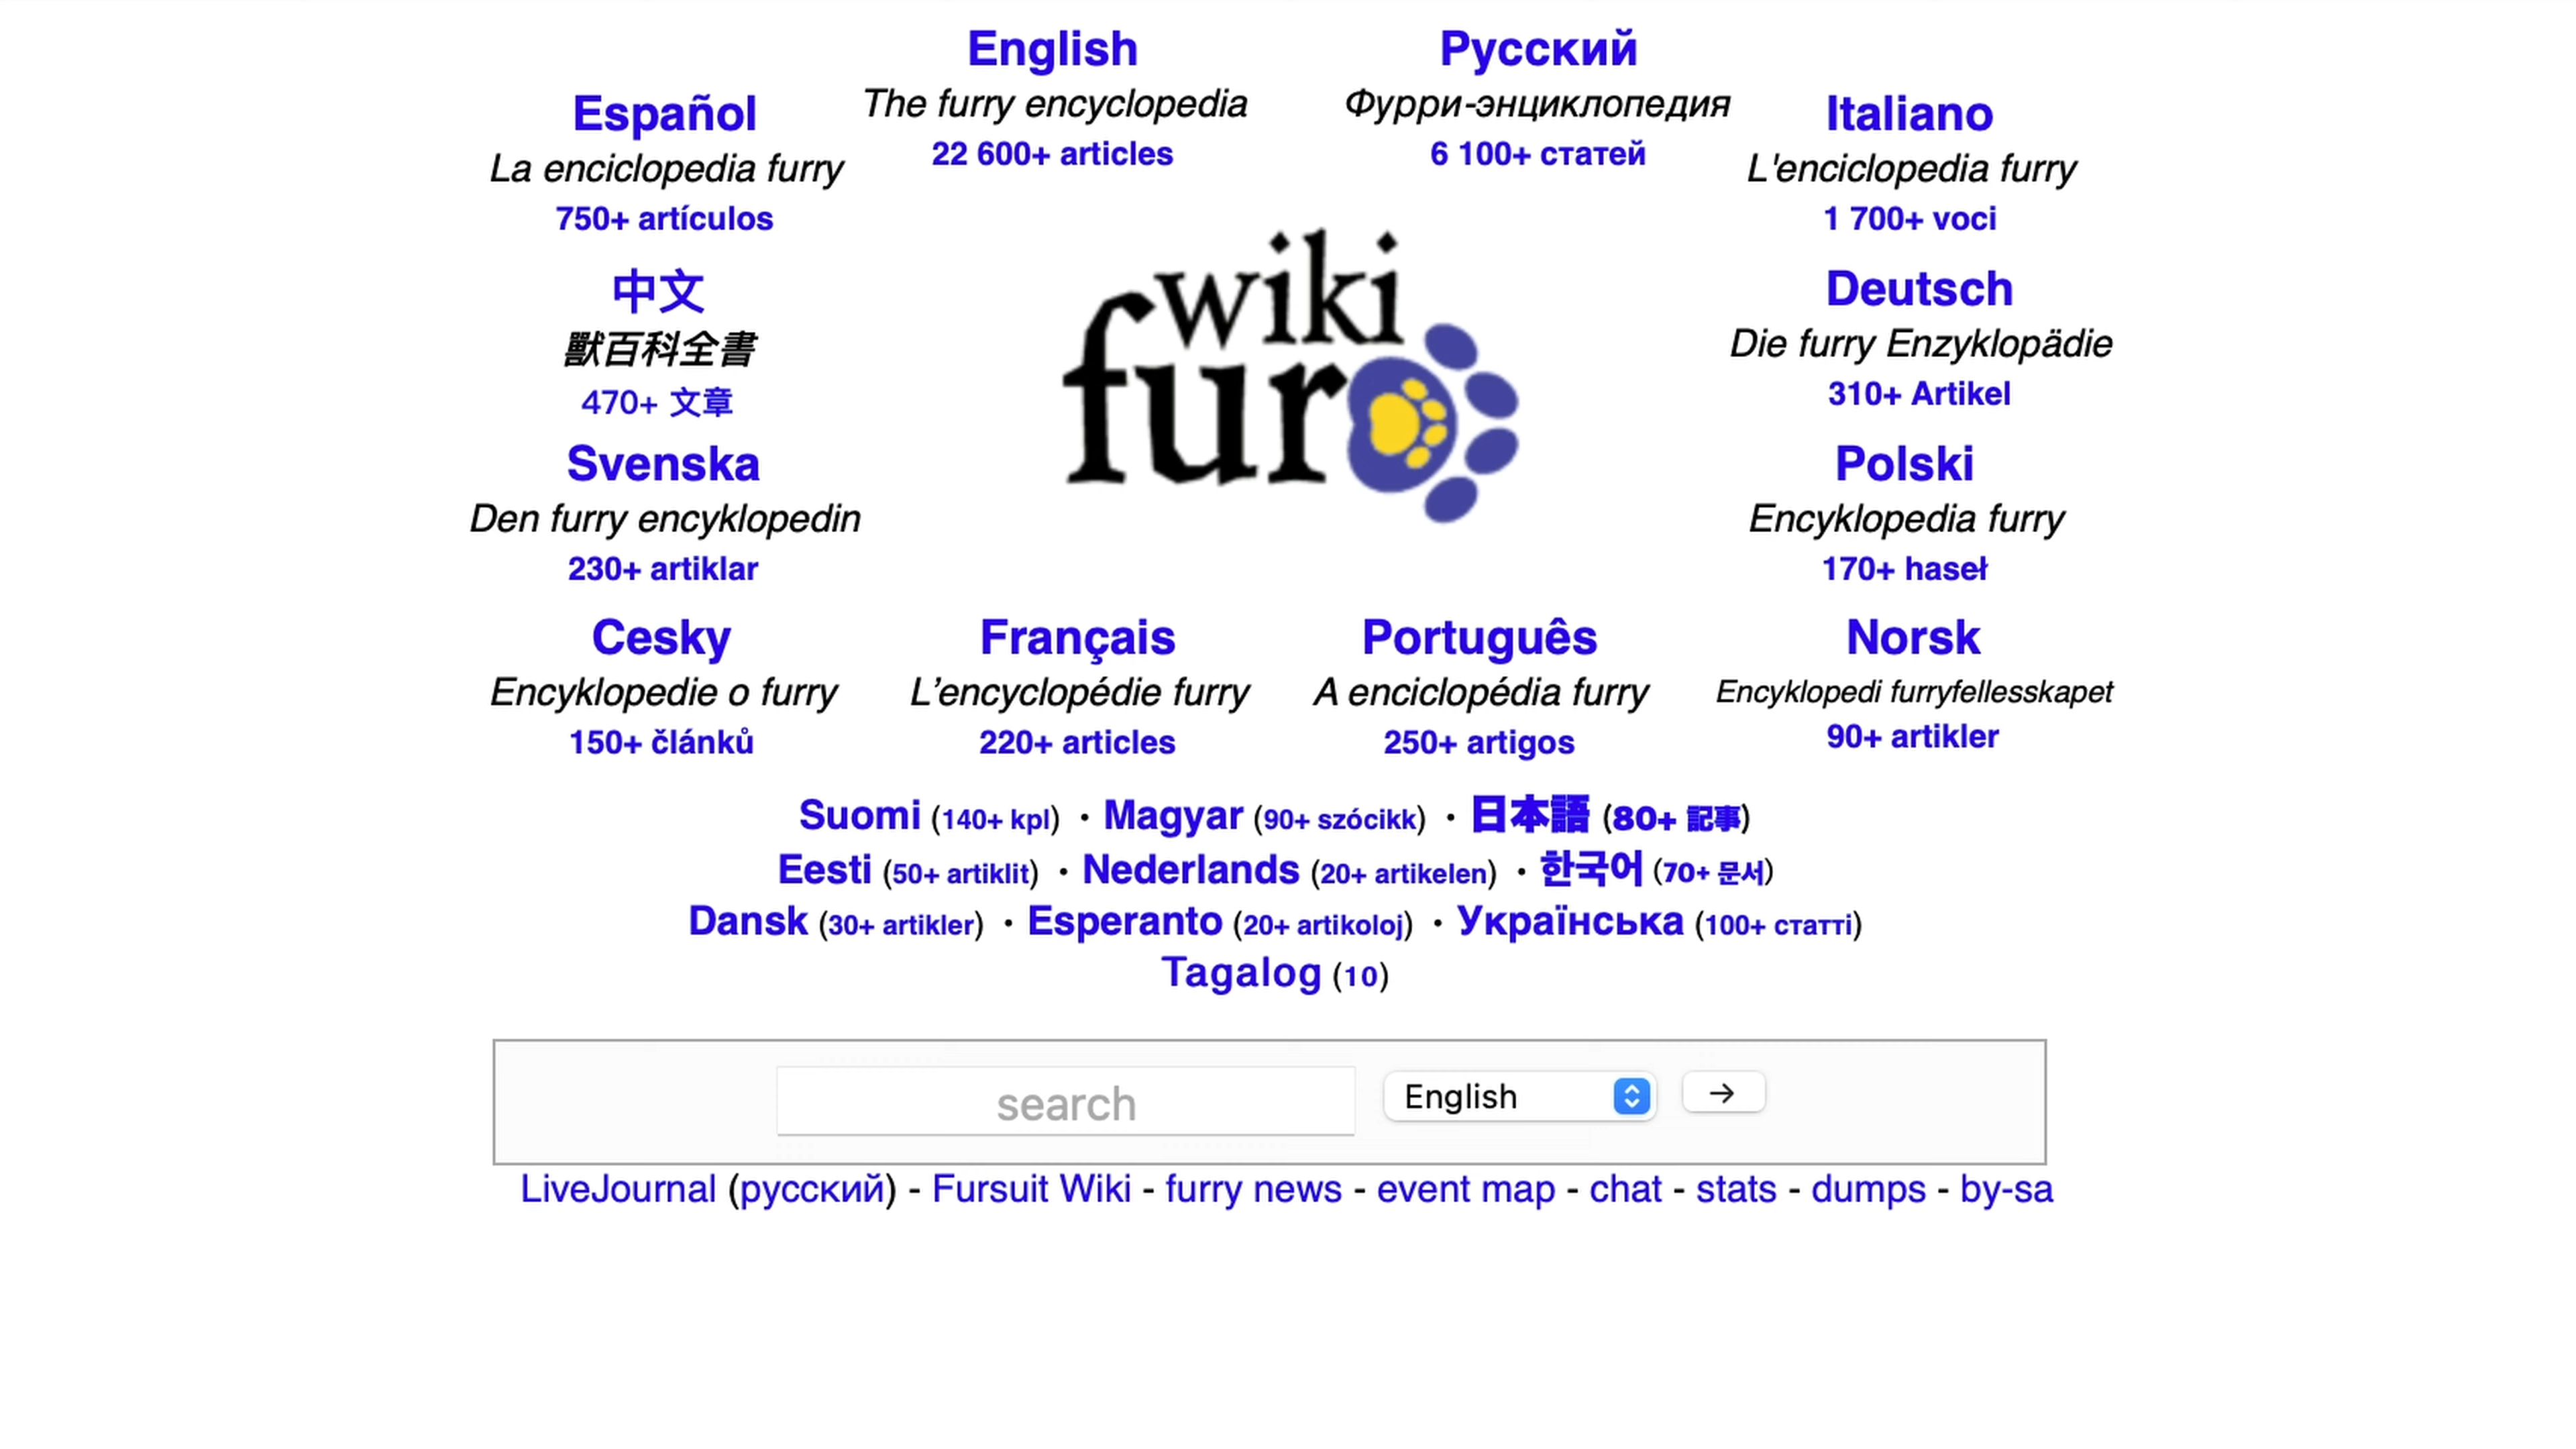 English
The furry encyclopedia
22 600+ articles
Русский
Фурри-энциклопедия
6 100+ статей
Español
La enciclopedia furry
750+ artículos
Italiano
L'enciclopedia furry
1 700+ voci
wiki
fur
中文
獸百科全書
470+ 文章
Deutsch
Die furry Enzyklopädie
310+ Artikel
Svenska
Den furry encyklopedin
230+ artiklar
Polski
Encyklopedia furry
170+ haseł
Cesky
Encyklopedie o furry
150+ článků
Français
L’encyclopédie furry
220+ articles
Português
A enciclopédia furry
250+ artigos
Norsk
Encyklopedi furryfellesskapet
90+ artikler
Suomi (140+ kpl) · Magyar (90+ szócikk) · 日本語 (80+ 記事)
Eesti (50+ artiklit) · Nederlands (20+ artikelen) · 한국어 (70+ 문서)
Dansk (30+ artikler) · Esperanto (20+ artikoloj) · Українська (100+ статті)
Tagalog (10)
search English →
LiveJournal (русский) - Fursuit Wiki - furry news - event map - chat - stats - dumps - by-sa